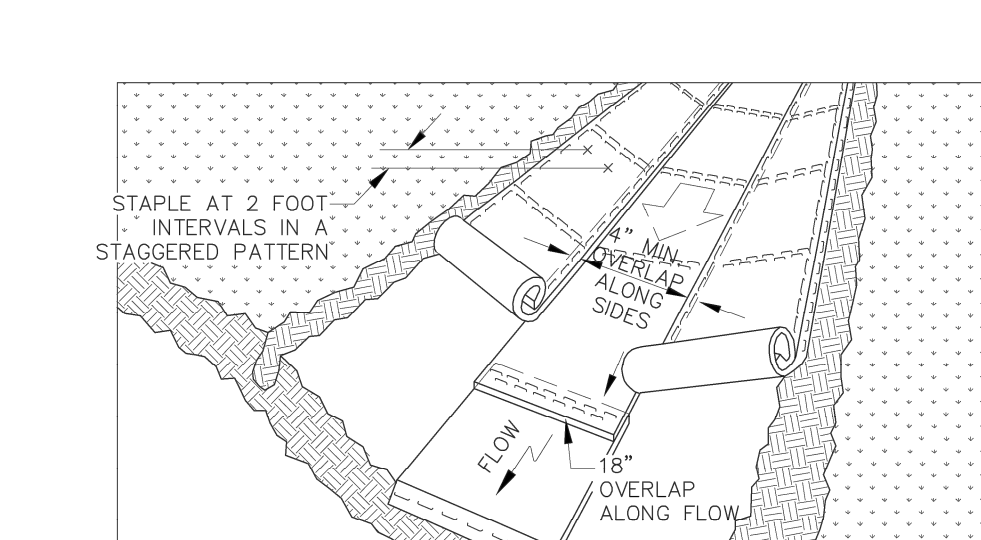 STAPLE AT 2 FOOT
INTERVALS IN A
STAGGERED PATTERN
4” MIN
OVERLAP
ALONG
SIDES
FLOW
18”
OVERLAP
ALONG FLOW